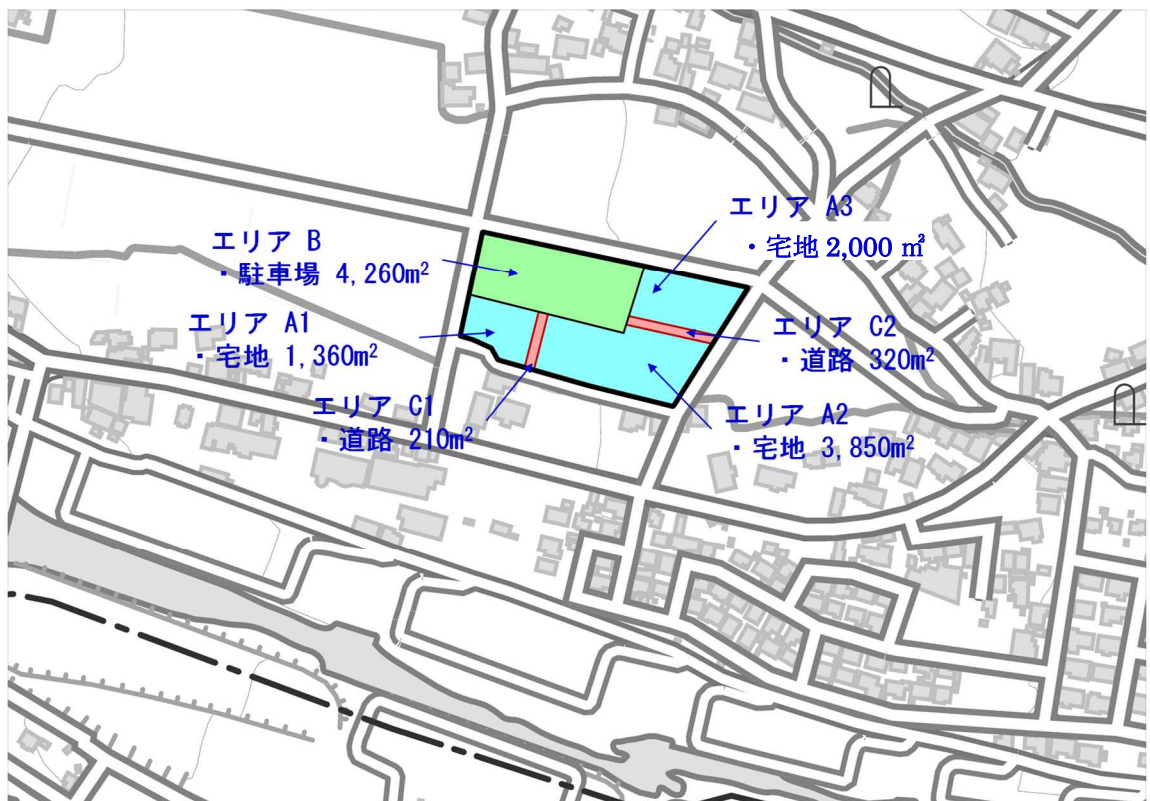 エリア A3
・宅地 2,000 ㎡
エリア B
・駐車場 4,260m²
エリア A1
・宅地 1,360m²
エリア C2
・道路 320m²
エリア C1
・道路 210m²
エリア A2
・宅地 3,850m²